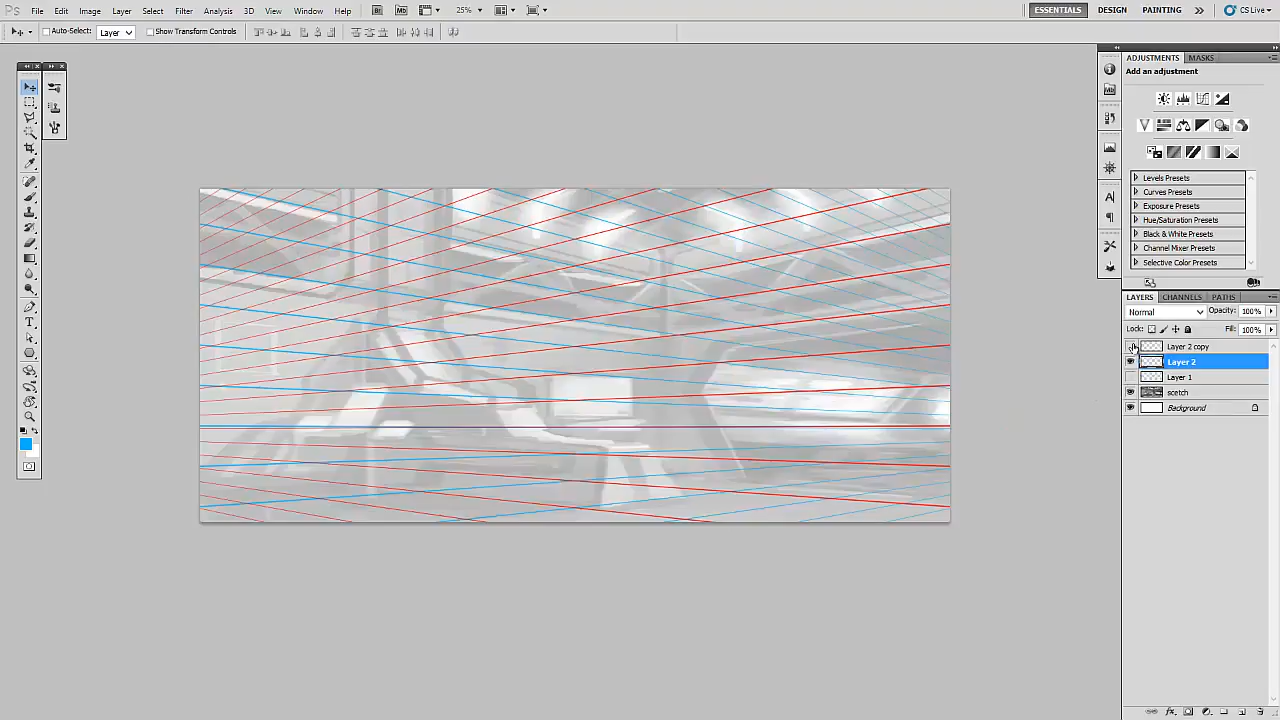 Ps File Edit Image Layer Select Filter Analysis 3D View Window Help Br Mb 25% ESSENTIALS DESIGN PAINTING CS Live
Auto-Select: Layer Show Transform Controls
ADJUSTMENTS MASKS
Add an adjustment
Levels Presets
Curves Presets
Exposure Presets
Hue/Saturation Presets
Black & White Presets
Channel Mixer Presets
Selective Color Presets
LAYERS CHANNELS PATHS
Normal Opacity: 100%
Lock: Fill: 100%
Layer 2 copy
Layer 2
Layer 1
scetch
Background